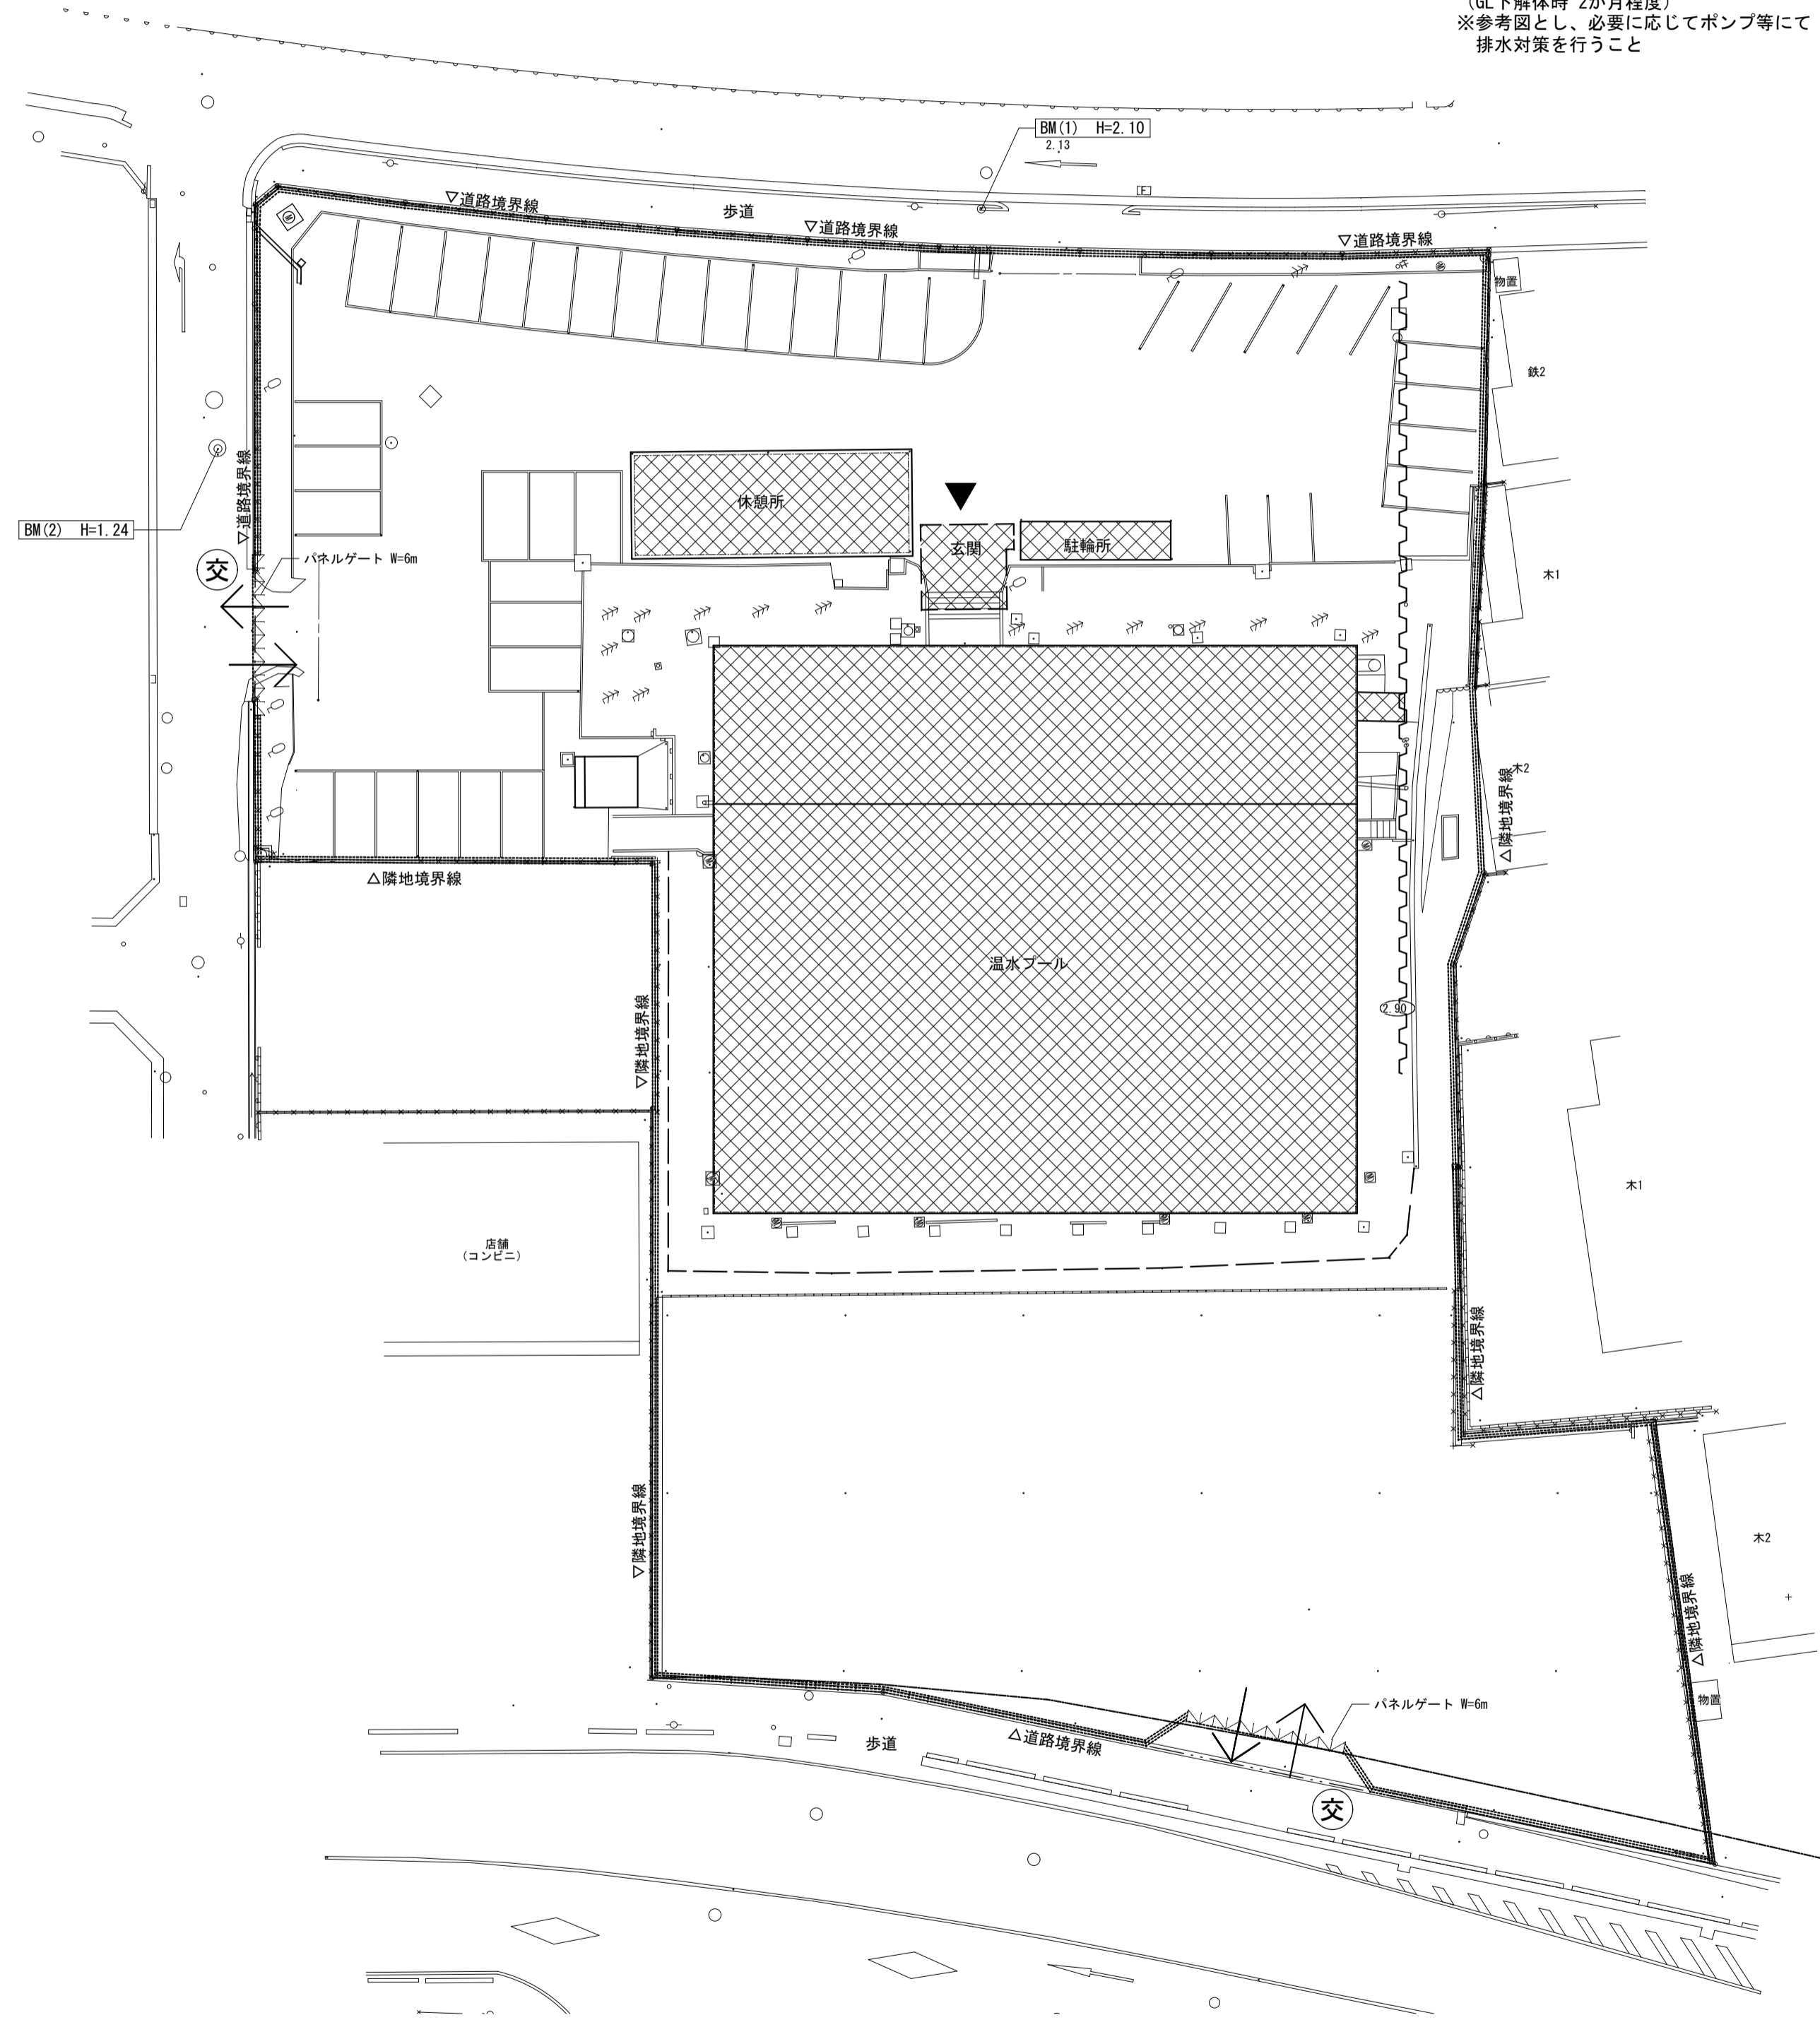 （GL下解体時 2か月程度）
※参考図とし、必要に応じてポンプ等にて
排水対策を行うこと
BM(1) H=2.10
2.13
F
▽道路境界線
歩道
▽道路境界線
▽道路境界線
物置
鉄2
BM(2) H=1.24
▽道路境界線
交
パネルゲート W=6m
休憩所
玄関
駐輪所
木1
木2
△隣地境界線
△隣地境界線
温水プール
2.90
▽隣地境界線
木1
店舗
（コンビニ）
△隣地境界線
▽隣地境界線
木2
△隣地境界線
物置
パネルゲート W=6m
歩道
△道路境界線
交